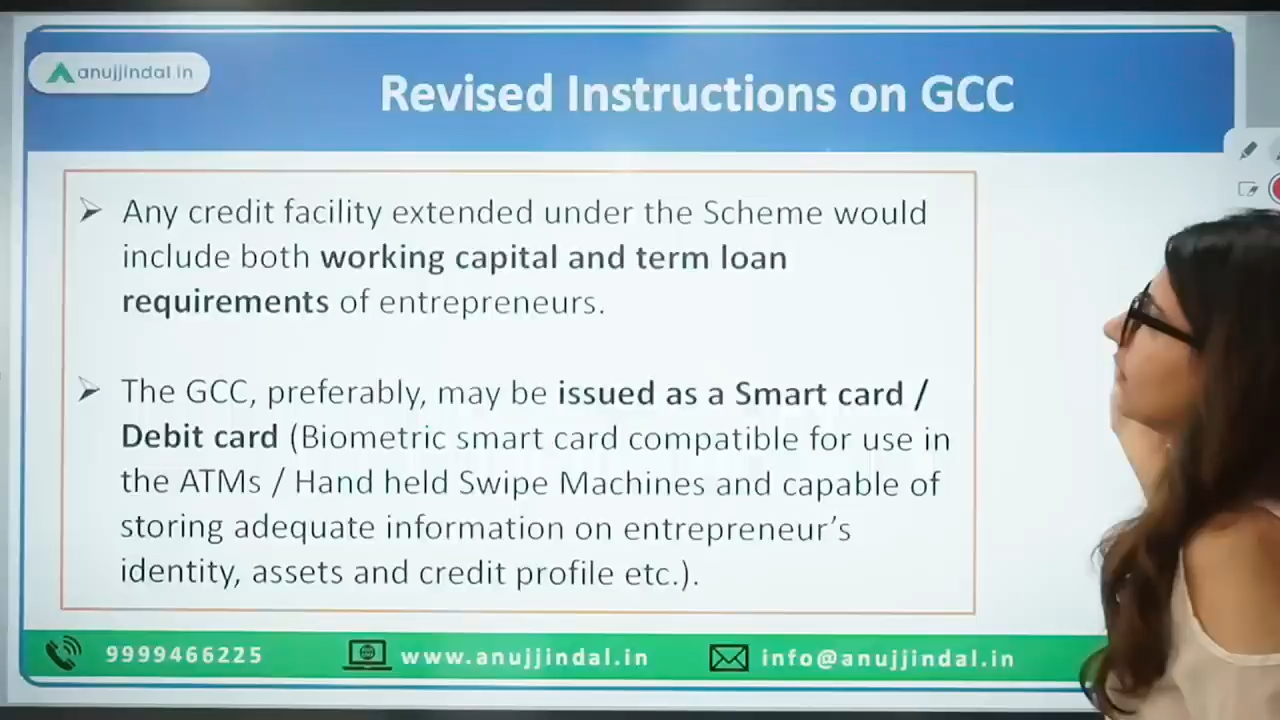 anujjindal.in
Revised Instructions on GCC
Any credit facility extended under the Scheme would
include both working capital and term loan
requirements of entrepreneurs.
The GCC, preferably, may be issued as a Smart card /
Debit card (Biometric smart card compatible for use in
the ATMs / Hand held Swipe Machines and capable of
storing adequate information on entrepreneur’s
identity, assets and credit profile etc.).
9999466225
www.anujjindal.in
info@anujjindal.in